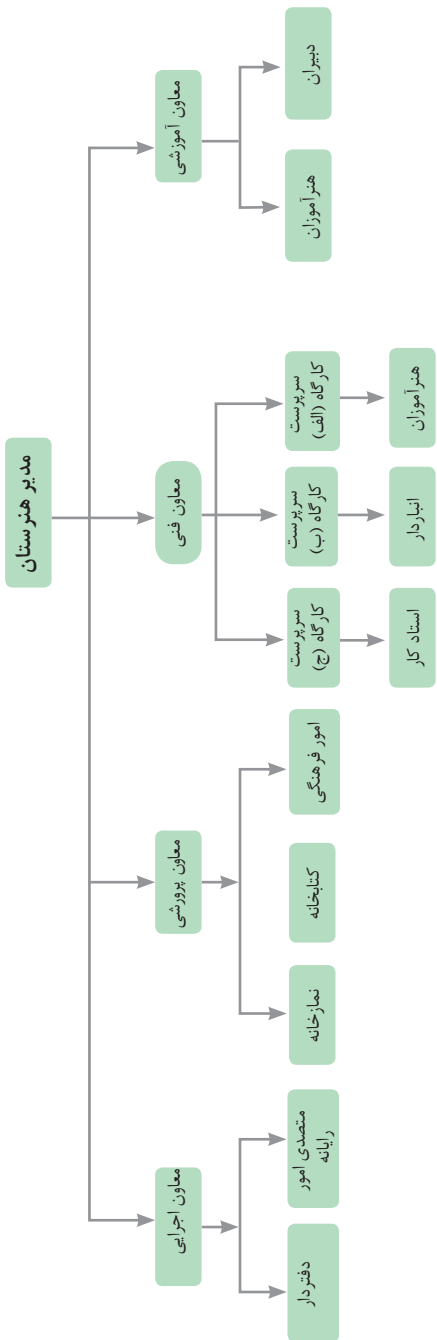 مدیر هنرستان
معاون آموزشی
معاون فنی
معاون پرورشی
معاون اجرایی
دبیران
هنرآموزان
سرپرست
کارگاه (الف)
سرپرست
کارگاه (ب)
سرپرست
کارگاه (ج)
امور فرهنگی
کتابخانه
نمازخانه
متصدی امور
رایانه
دفتردار
هنرآموزان
انباردار
استاد کار